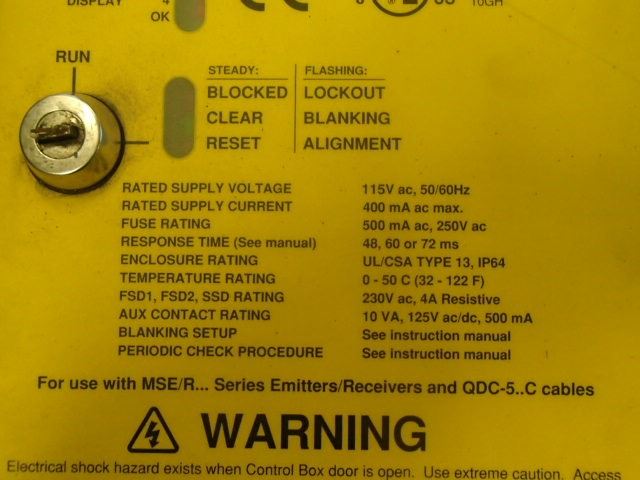 DISPLAY 4
OK
10GH
RUN
STEADY: FLASHING:
BLOCKED LOCKOUT
CLEAR BLANKING
RESET ALIGNMENT
RATED SUPPLY VOLTAGE 115V ac, 50/60Hz
RATED SUPPLY CURRENT 400 mA ac max.
FUSE RATING 500 mA ac, 250V ac
RESPONSE TIME (See manual) 48, 60 or 72 ms
ENCLOSURE RATING UL/CSA TYPE 13, IP64
TEMPERATURE RATING 0 - 50 C (32 - 122 F)
FSD1, FSD2, SSD RATING 230V ac, 4A Resistive
AUX CONTACT RATING 10 VA, 125V ac/dc, 500 mA
BLANKING SETUP See instruction manual
PERIODIC CHECK PROCEDURE See instruction manual
For use with MSE/R... Series Emitters/Receivers and QDC-5..C cables
WARNING
Electrical shock hazard exists when Control Box door is open. Use extreme caution. Access